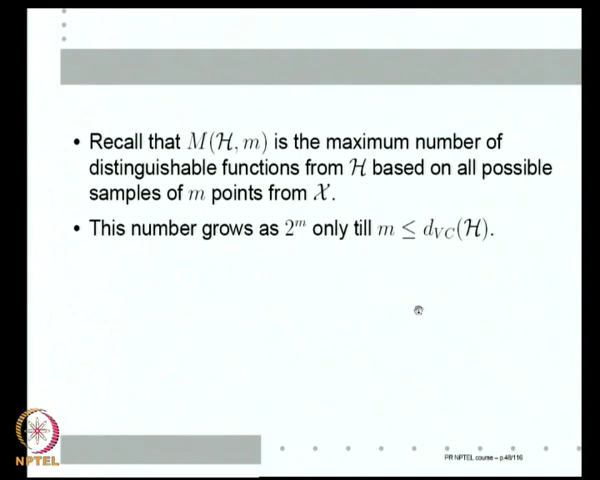 • Recall that M(ℋ, m) is the maximum number of
distinguishable functions from ℋ based on all possible
samples of m points from 𝒳.
• This number grows as 2^m only till m ≤ d_VC(ℋ).
NPTEL
PR NPTEL course – p.48/116